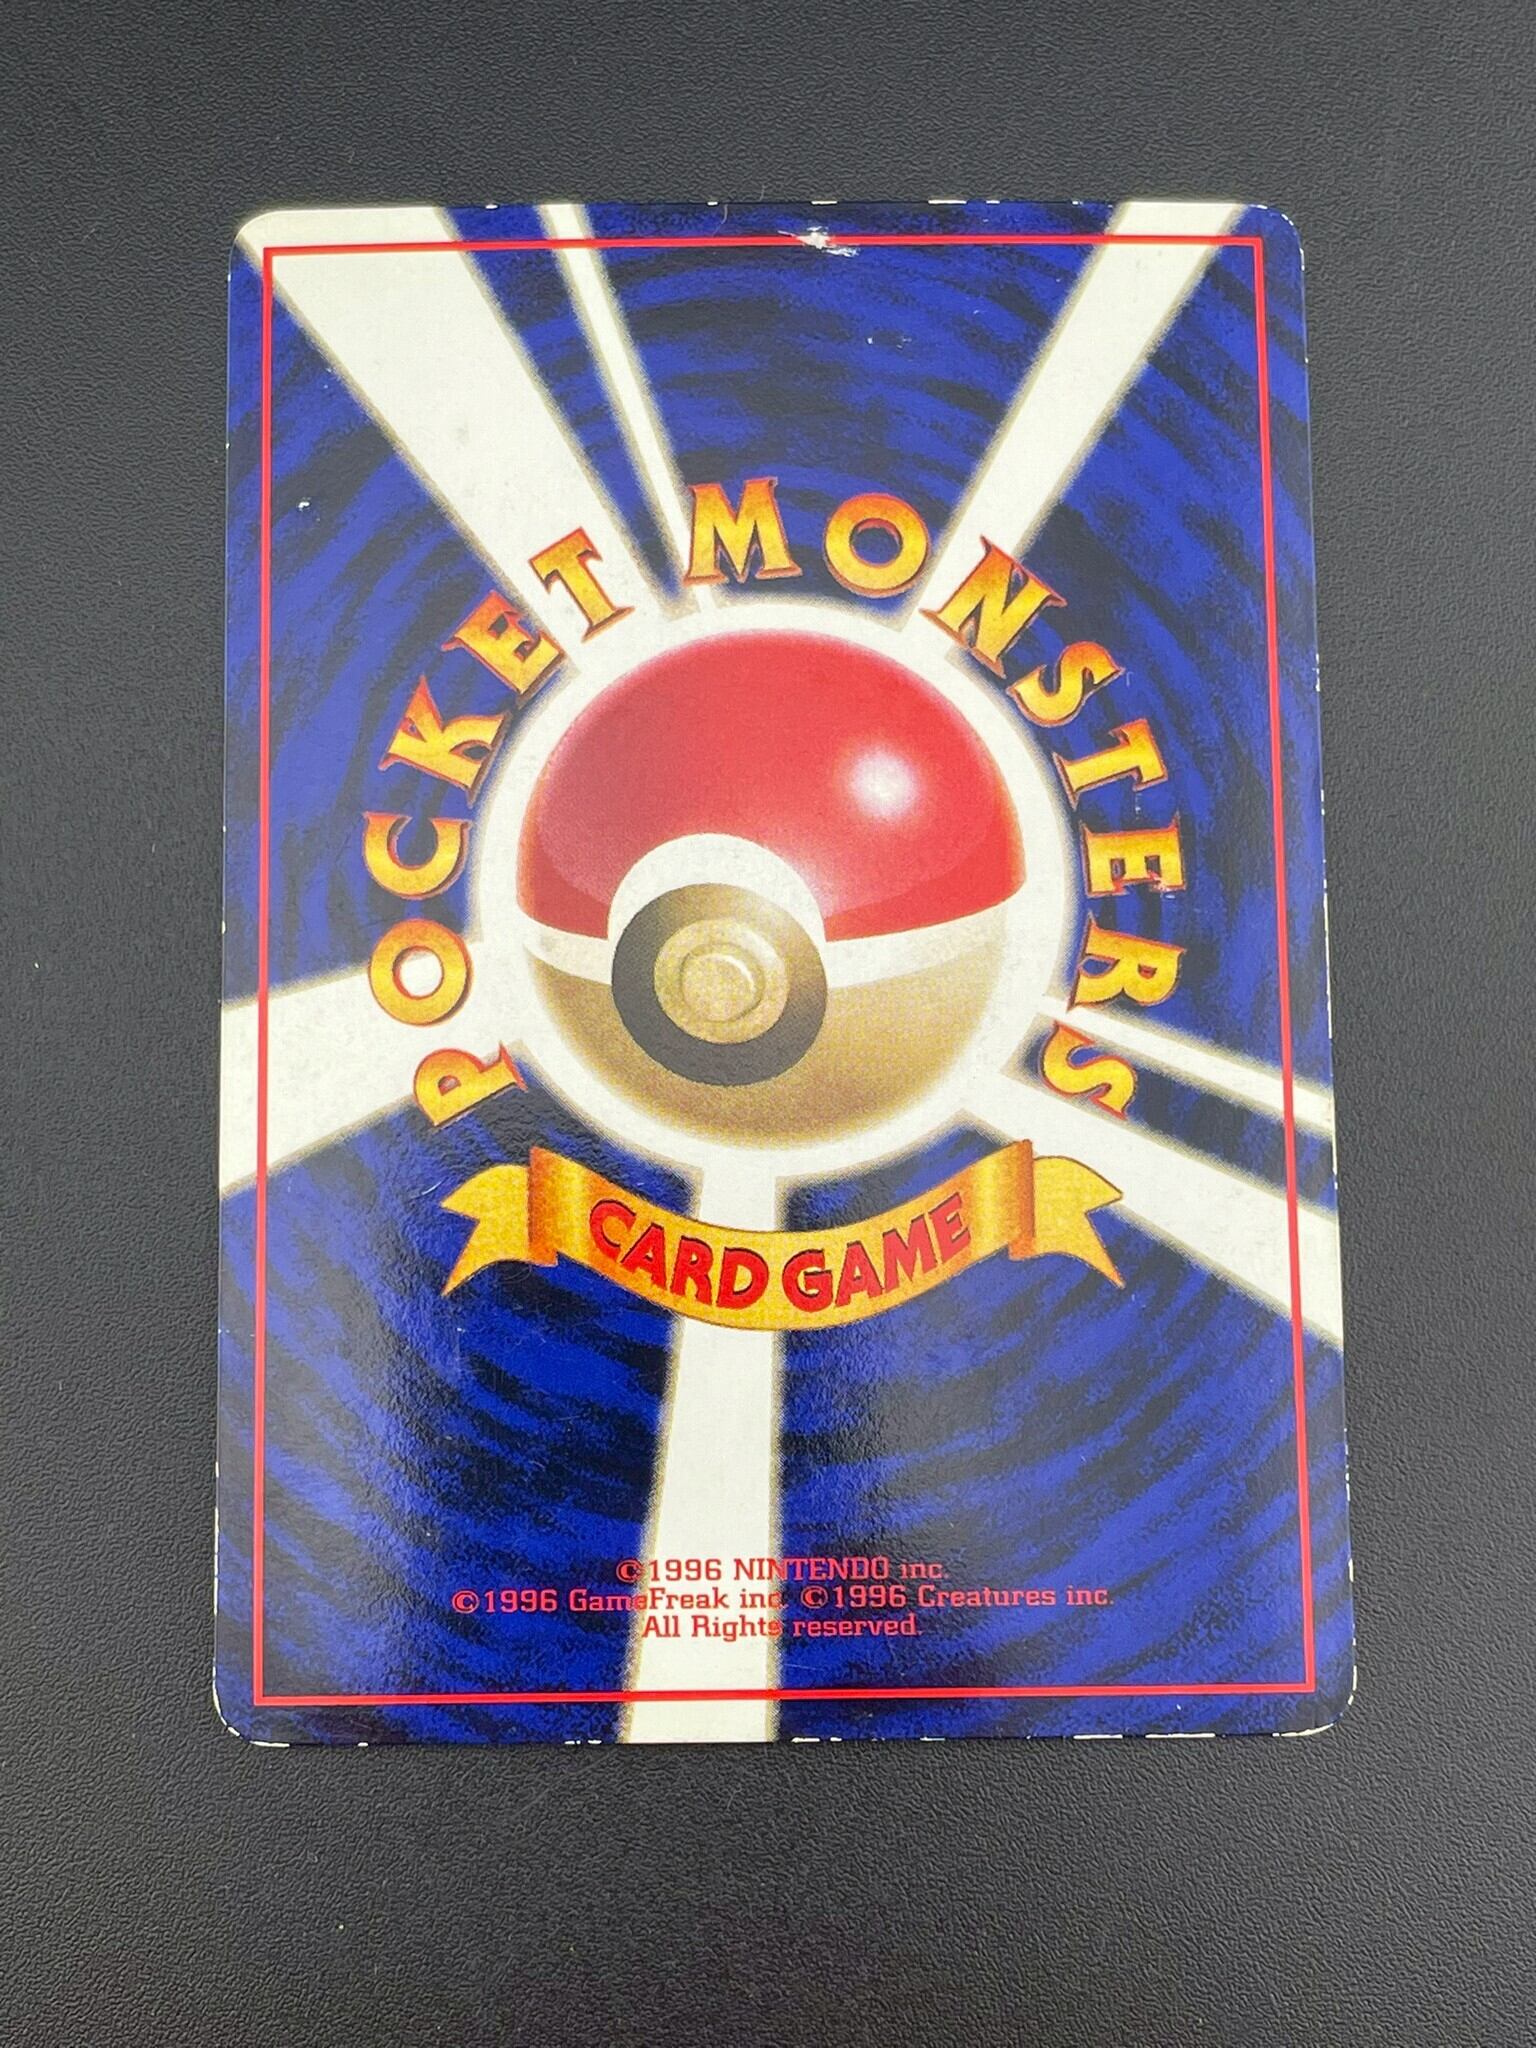 POCKET MONSTERS
CARD GAME
©1996 NINTENDO inc.
©1996 GameFreak inc. ©1996 Creatures inc.
All Rights reserved.